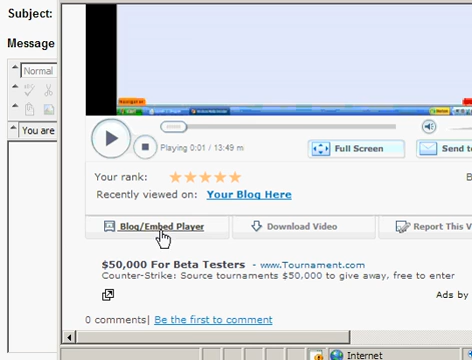 Subject:
Message
Normal
You are
Navigator
Playing 0:01 / 13:49 m
Full Screen
Send to
Your rank:
B
Recently viewed on: Your Blog Here
Blog/Embed Player
Download Video
Report This V
$50,000 For Beta Testers - www.Tournament.com
Counter-Strike: Source tournaments $50,000 to give away, free to enter
Ads by
0 comments| Be the first to comment
Internet